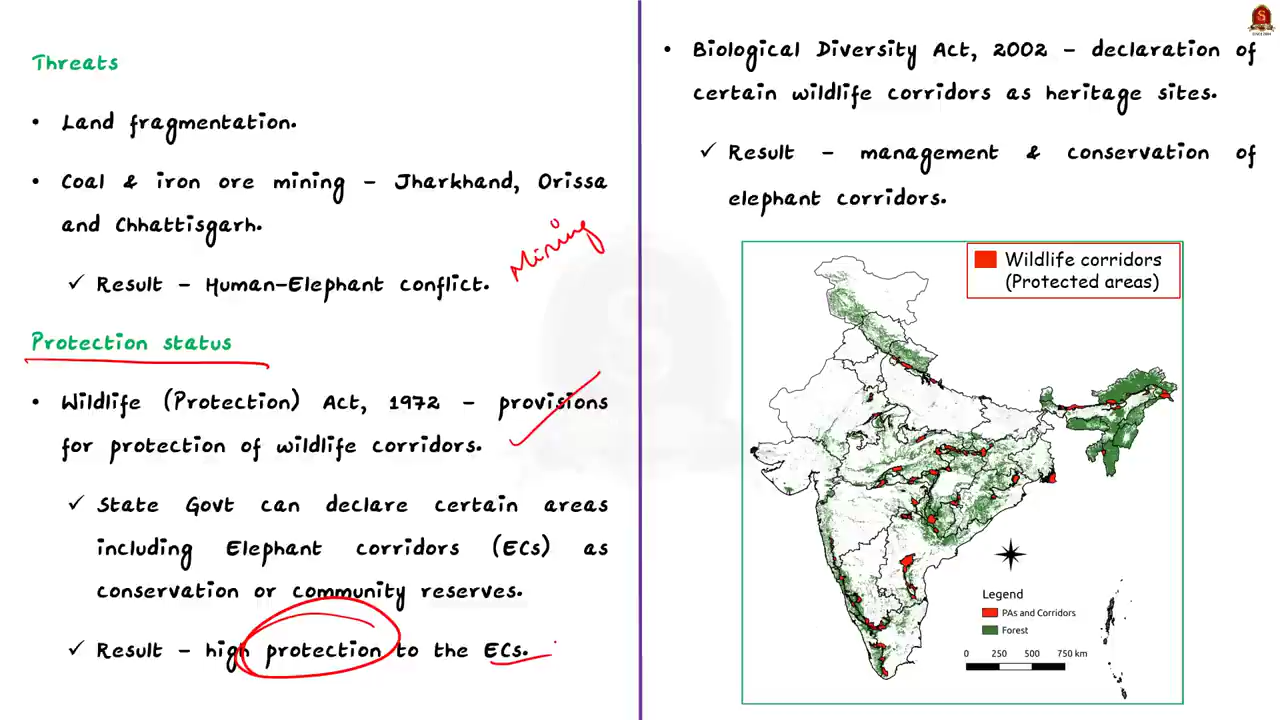 Threats
• Land fragmentation.
• Coal & iron ore mining – Jharkhand, Orissa
and Chhattisgarh.
Mining
✓ Result – Human-Elephant conflict.
Protection status
• Wildlife (Protection) Act, 1972 – provisions
for protection of wildlife corridors.
✓ State Govt can declare certain areas
including Elephant corridors (ECs) as
conservation or community reserves.
✓ Result – high protection to the ECs.
• Biological Diversity Act, 2002 – declaration of
certain wildlife corridors as heritage sites.
✓ Result – management & conservation of
elephant corridors.
Wildlife corridors
(Protected areas)
Legend
PAs and Corridors
Forest
0 250 500 750 km